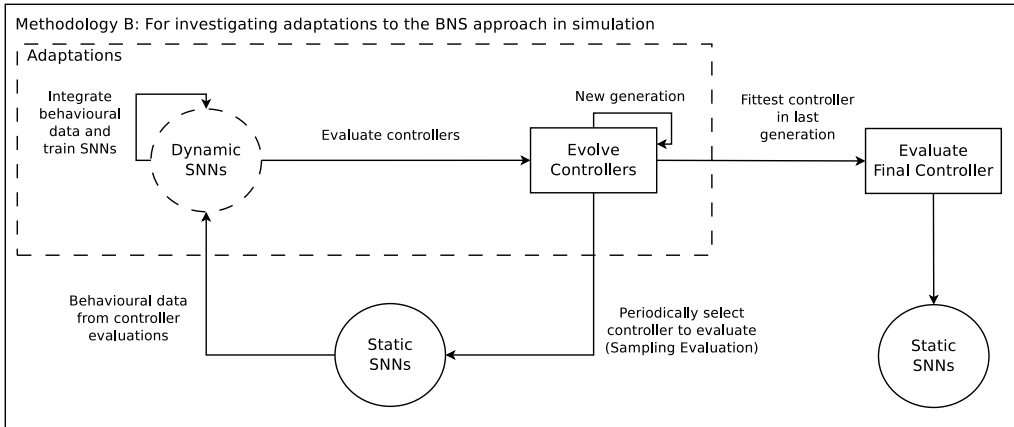 Methodology B: For investigating adaptations to the BNS approach in simulation
Adaptations
Integrate
behavioural
data and
train SNNs
Dynamic
SNNs
Evaluate controllers
New generation
Evolve
Controllers
Fittest controller
in last
generation
Evaluate
Final Controller
Behavioural data
from controller
evaluations
Static
SNNs
Periodically select
controller to evaluate
(Sampling Evaluation)
Static
SNNs